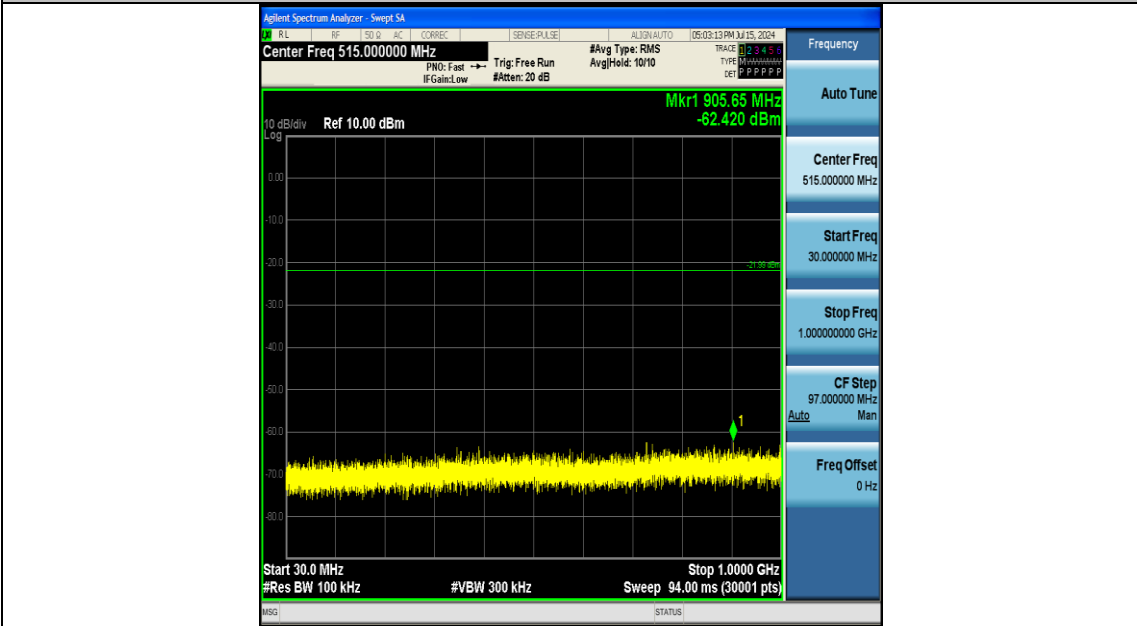 Agilent Spectrum Analyzer - Swept SA
RL RF 50 Ω AC CORREC SENSE:PULSE ALIGN AUTO 05:03:13 PM Jul 15, 2024
Center Freq 515.000000 MHz #Avg Type: RMS TRACE 1 2 3 4 5 6
PNO: Fast Trig: Free Run Avg|Hold: 10/10 TYPE
IFGain:Low #Atten: 20 dB DET P P P P P P
Mkr1 905.65 MHz
10 dB/div Ref 10.00 dBm -62.420 dBm
Log
0.00
-10.0
-20.0
-21.99 dBm
-30.0
-40.0
-50.0
1
-60.0
-70.0
-80.0
Start 30.0 MHz Stop 1.0000 GHz
#Res BW 100 kHz #VBW 300 kHz Sweep 94.00 ms (30001 pts)
MSG STATUS
Frequency
Auto Tune
Center Freq
515.000000 MHz
Start Freq
30.000000 MHz
Stop Freq
1.000000000 GHz
CF Step
97.000000 MHz
Auto Man
Freq Offset
0 Hz